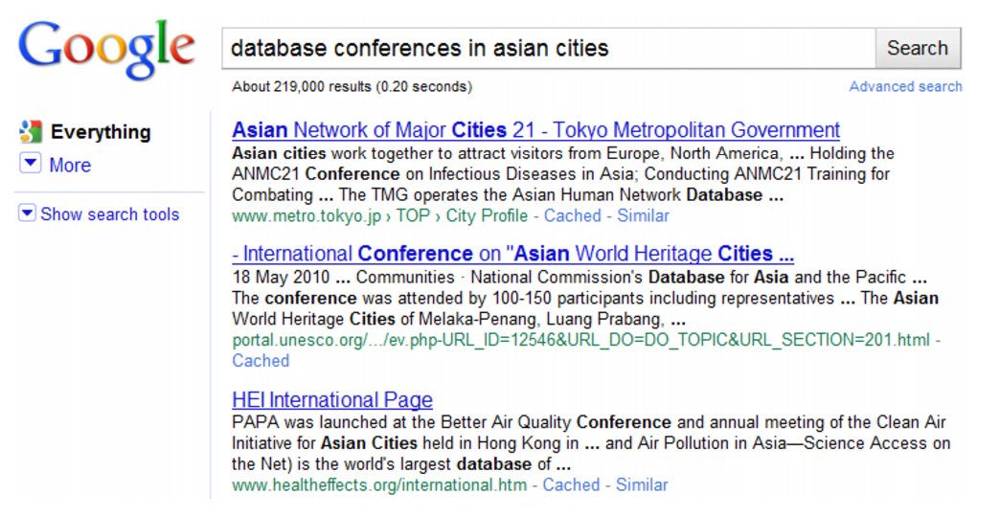 Google
database conferences in asian cities
Search
About 219,000 results (0.20 seconds)
Advanced search
Everything
More
Show search tools
Asian Network of Major Cities 21 - Tokyo Metropolitan Government
Asian cities work together to attract visitors from Europe, North America, ... Holding the
ANMC21 Conference on Infectious Diseases in Asia; Conducting ANMC21 Training for
Combating ... The TMG operates the Asian Human Network Database ...
www.metro.tokyo.jp › TOP › City Profile - Cached - Similar
- International Conference on "Asian World Heritage Cities ...
18 May 2010 ... Communities · National Commission's Database for Asia and the Pacific ...
The conference was attended by 100-150 participants including representatives ... The Asian
World Heritage Cities of Melaka-Penang, Luang Prabang, ...
portal.unesco.org/.../ev.php-URL_ID=12546&URL_DO=DO_TOPIC&URL_SECTION=201.html -
Cached
HEI International Page
PAPA was launched at the Better Air Quality Conference and annual meeting of the Clean Air
Initiative for Asian Cities held in Hong Kong in ... and Air Pollution in Asia—Science Access on
the Net) is the world's largest database of ...
www.healtheffects.org/international.htm - Cached - Similar